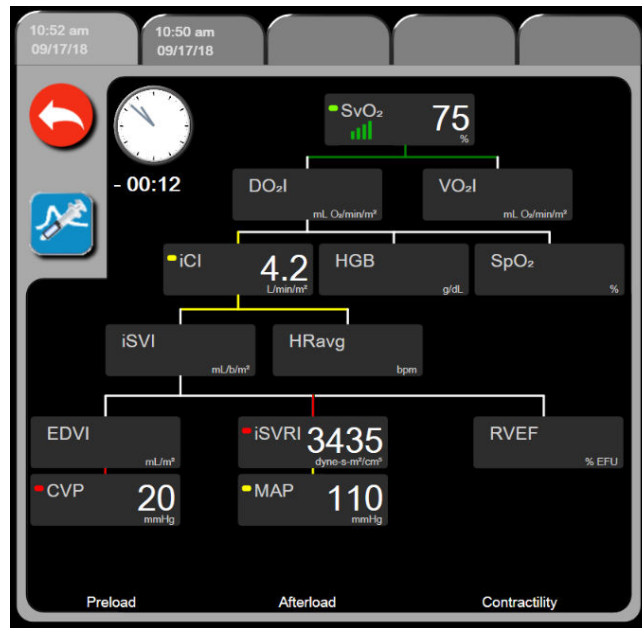 10:52 am
09/17/18
10:50 am
09/17/18
- 00:12
SvO₂
75
%
DO₂I
mL O₂/min/m²
VO₂I
mL O₂/min/m²
iCI
4.2
L/min/m²
HGB
g/dL
SpO₂
%
iSVI
mL/b/m²
HRavg
bpm
EDVI
mL/m²
iSVRI
3435
dyne-s-m²/cm⁵
RVEF
% EFU
CVP
20
mmHg
MAP
110
mmHg
Preload
Afterload
Contractility